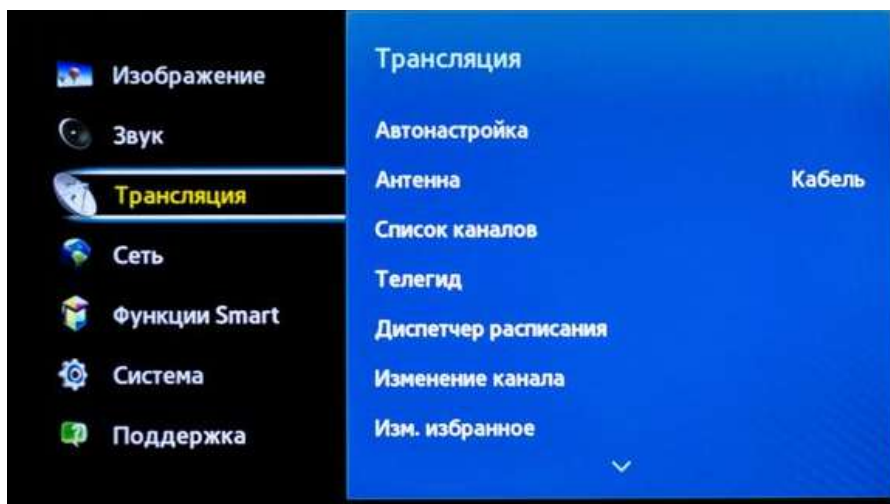 Изображение
Звук
Трансляция
Сеть
Функции Smart
Система
Поддержка
Трансляция
Автонастройка
Антенна Кабель
Список каналов
Телегид
Диспетчер расписания
Изменение канала
Изм. избранное